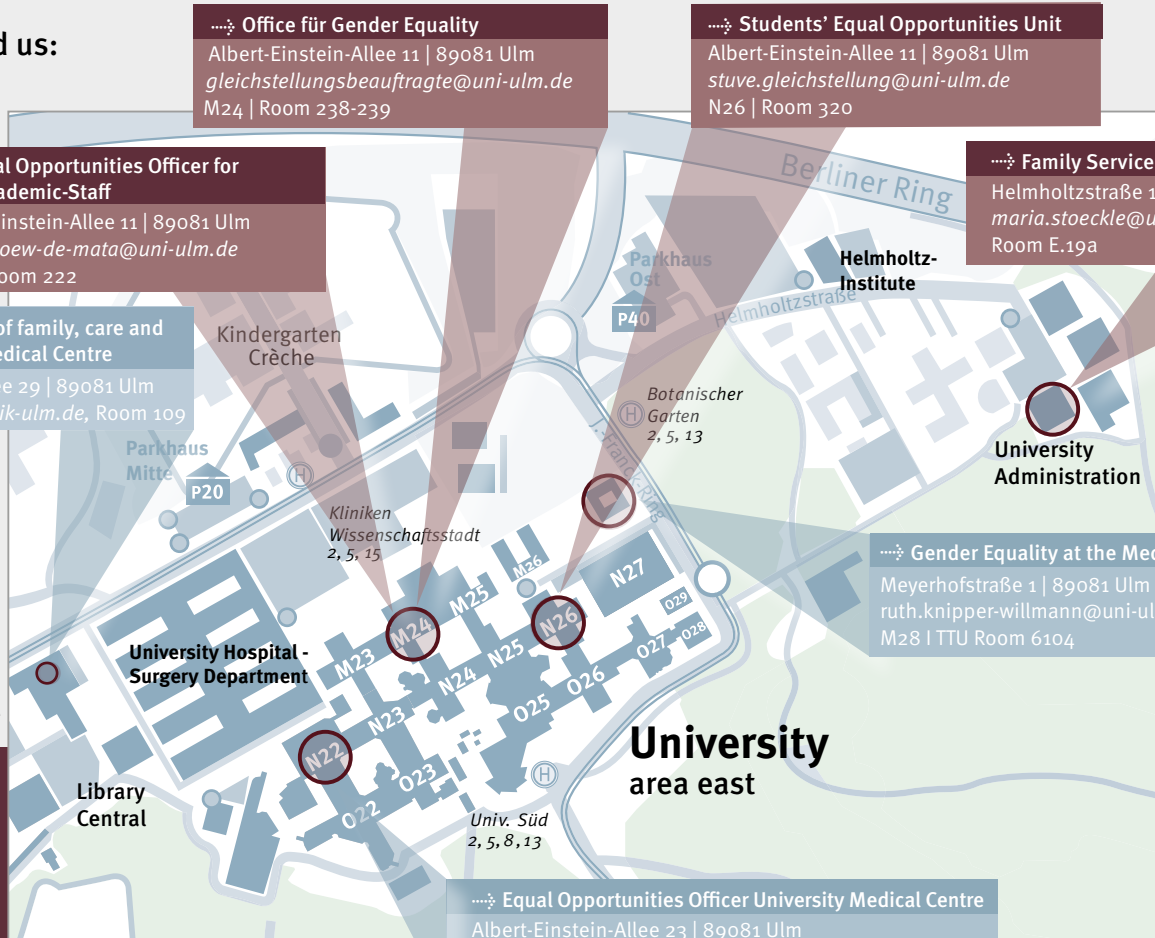 d us:
Office für Gender Equality
Albert-Einstein-Allee 11 | 89081 Ulm
gleichstellungsbeauftragte@uni-ulm.de
M24 | Room 238-239
Students’ Equal Opportunities Unit
Albert-Einstein-Allee 11 | 89081 Ulm
stuve.gleichstellung@uni-ulm.de
N26 | Room 320
al Opportunities Officer for
ademic-Staff
instein-Allee 11 | 89081 Ulm
oew-de-mata@uni-ulm.de
oom 222
Family Service
Helmholtzstraße 1
maria.stoeckle@u
Room E.19a
of family, care and
edical Centre
ee 29 | 89081 Ulm
ik-ulm.de, Room 109
Berliner Ring
Parkhaus
Ost
P40
Helmholtzstraße
Helmholtz-
Institute
Kindergarten
Crèche
Botanischer
Garten
2, 5, 13
H
J.-Franck-Ring
University
Administration
Parkhaus
Mitte
P20
H
Kliniken
Wissenschaftsstadt
2, 5, 15
Gender Equality at the Med
Meyerhofstraße 1 | 89081 Ulm
ruth.knipper-willmann@uni-ul
M28 I TTU Room 6104
M26
N27
M25
O29
M24
N26
O28
O27
University Hospital -
Surgery Department
M23
N25
N24
O26
O25
N23
N22
O23
O22
University
area east
H
Library
Central
Univ. Süd
2, 5, 8, 13
Equal Opportunities Officer University Medical Centre
Albert-Einstein-Allee 23 | 89081 Ulm